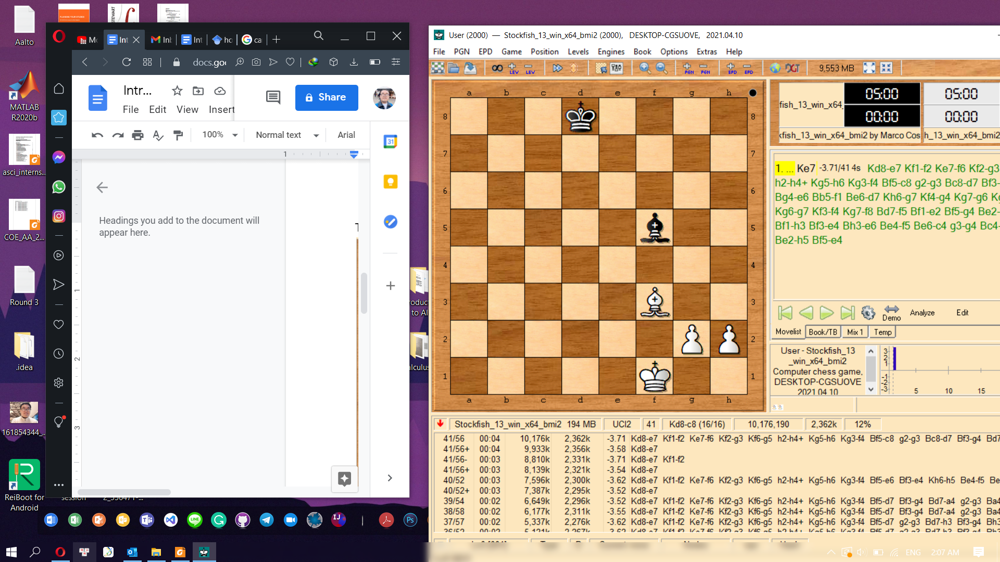 Aalto
MATLAB
R2020b
asci_interns...
COE_AA_2...
Round 3
.idea
161854344_...
ReiBoot for
Android
PLANNING YOUR STUDIES
STEWART
Int
Int
ho
ca
docs.goo
Intr...
Share
File Edit View Insert
100% Normal text Arial
1
Headings you add to the document will
appear here.
31
1
2
3
to AI
User (2000) — Stockfish_13_win_x64_bmi2 (2000), DESKTOP-CGSUOVE, 2021.04.10
File PGN EPD Game Position Levels Engines Book Options Extras Help
LEV LEV PGN PGN EPD EPD DGT 9,553 MB
a b c d e f g h
8 8
7 7
6 6
5 5
4 4
3 3
2 2
1 1
a b c d e f g h
fish_13_win_x64_ 05:00 05:00
00:00 00:00
kfish_13_win_x64_bmi2 by Marco Cos h_13_win_x64_bmi2
1. ... Ke7 -3.71/41 4s Kd8-e7 Kf1-f2 Ke7-f6 Kf2-g3
h2-h4+ Kg5-h6 Kg3-f4 Bf5-c8 g2-g3 Bc8-d7 Bf3-
Bg4-e6 Bb5-f1 Be6-d7 Kh6-g7 Kf4-g4 Kg7-g6 Kg
Kg6-g7 Kf3-f4 Kg7-f8 Bd7-f5 Bf1-e2 Bf5-g4 Be2-
Bf1-h3 Bf3-e4 Bh3-e6 Be4-f5 Be6-c4 g3-g4 Bc4-
Be2-h5 Bf5-e4
Demo Analyze Edit
Movelist Book/TB Mix 1 Temp
User - Stockfish_13
_win_x64_bmi2
Computer chess game,
DESKTOP-CGSUOVE
2021.04.10
3
2
1
-1
-2
-3
5 10 15
Stockfish_13_win_x64_bmi2 194 MB UCI2 41 Kd8-c8 (16/16) 10,176,190 2,362k 12%
41/56 00:04 10,176k 2,362k -3.71 Kd8-e7 Kf1-f2 Ke7-f6 Kf2-g3 Kf6-g5 h2-h4+ Kg5-h6 Kg3-f4 Bf5-c8 g2-g3 Bc8-d7 Bf3-g4 Bd7
41/56+ 00:04 9,933k 2,356k -3.58 Kd8-e7
41/56- 00:03 8,810k 2,331k -3.71 Kd8-e7 Kf1-f2
41/56+ 00:03 8,139k 2,321k -3.54 Kd8-e7
40/52 00:03 7,596k 2,300k -3.62 Kd8-e7 Kf1-f2 Ke7-f6 Kf2-g3 Kf6-g5 h2-h4+ Kg5-h6 Kg3-f4 Bf5-e6 Bf3-e4 Kh6-h5 Be4-f5 Be
40/52+ 00:03 7,387k 2,295k -3.52 Kd8-e7
39/54 00:02 6,649k 2,296k -3.52 Kd8-e7 Kf1-f2 Ke7-f6 Kf2-g3 Kf6-g5 h2-h4+ Kg5-h6 Kg3-f4 Bf5-d7 Bf3-g4 Bd7-a4 g2-g3 Ba4
38/58 00:02 6,177k 2,311k -3.55 Kd8-e7 Kf1-f2 Ke7-f6 Kf2-g3 Kf6-g5 h2-h4+ Kg5-h6 Kg3-f4 Bf5-d7 Bf3-g4 Bd7-a4 g2-g3 Ba4
37/57 00:02 5,337k 2,276k -3.62 Kd8-e7 Kf1-f2 Ke7-f6 Kf2-g3 Kf6-g5 h2-h4+ Kg5-h6 Kg3-f4 Bf5-d7 g2-g3 Bd7-h3 Bf3-g4 Bh3
LINE
IJ
Ps
ENG 2:07 AM